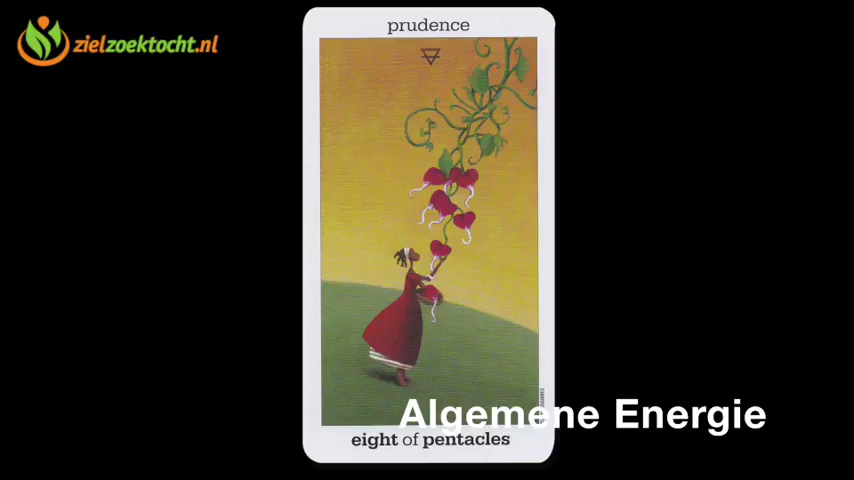 prudence
zielzoektocht.nl
Algemene Energie
eight of pentacles